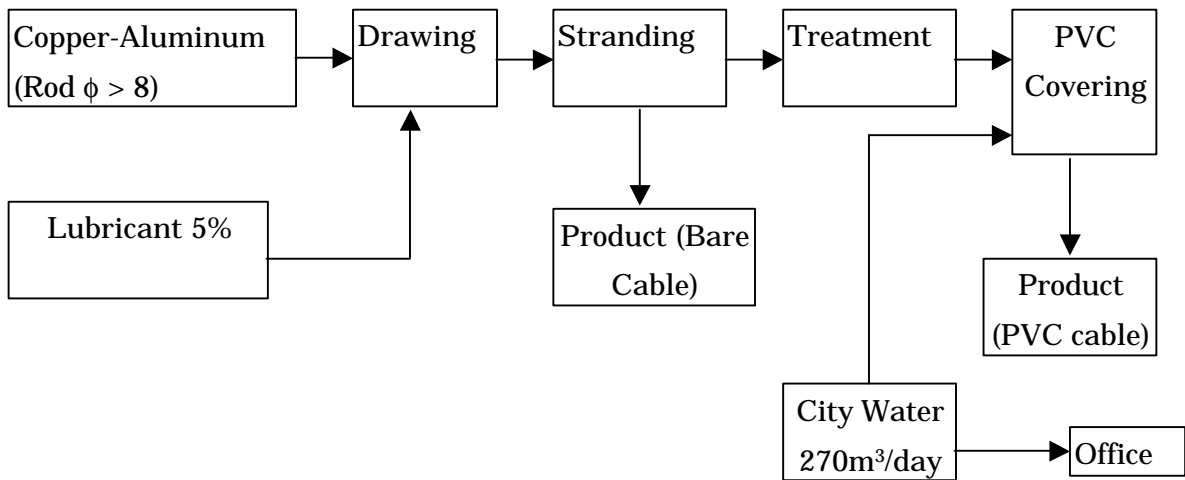 Copper-Aluminum
(Rod ϕ > 8)
Drawing
Stranding
Treatment
PVC
Covering
Lubricant 5%
Product (Bare
Cable)
Product
(PVC cable)
City Water
270m³/day
Office